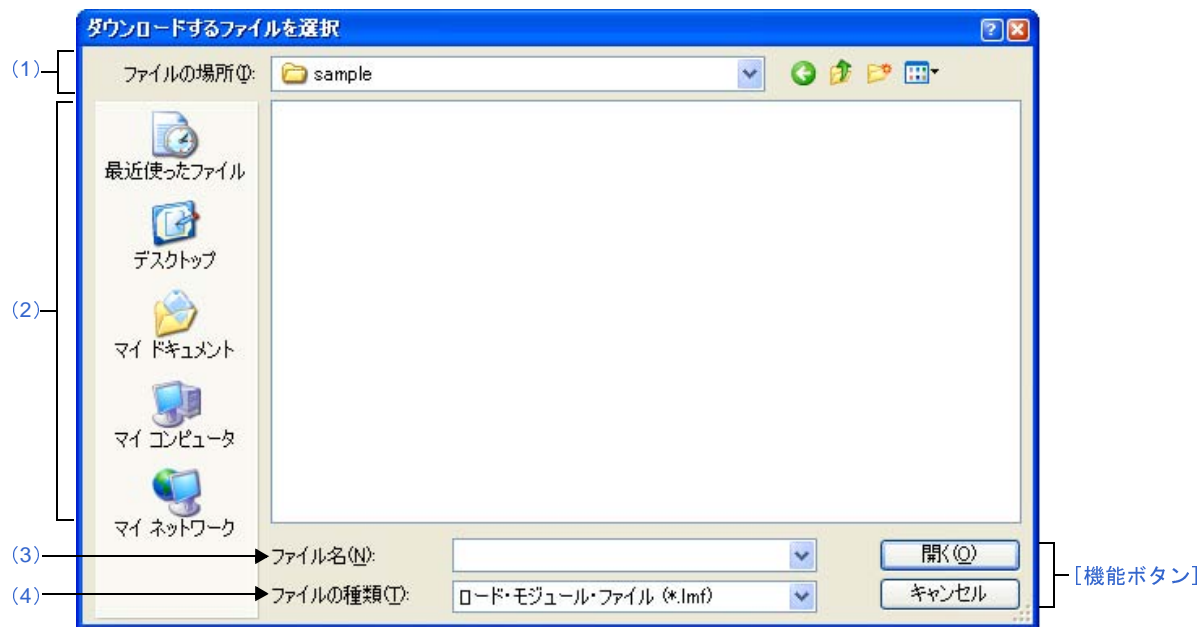 ダウンロードするファイルを選択
(1)
ファイルの場所(I):
sample
(2)
最近使ったファイル
デスクトップ
マイ ドキュメント
マイ コンピュータ
マイ ネットワーク
(3)
ファイル名(N):
開く(O)
(4)
ファイルの種類(T):
ロード・モジュール・ファイル (*.lmf)
キャンセル
[機能ボタン]